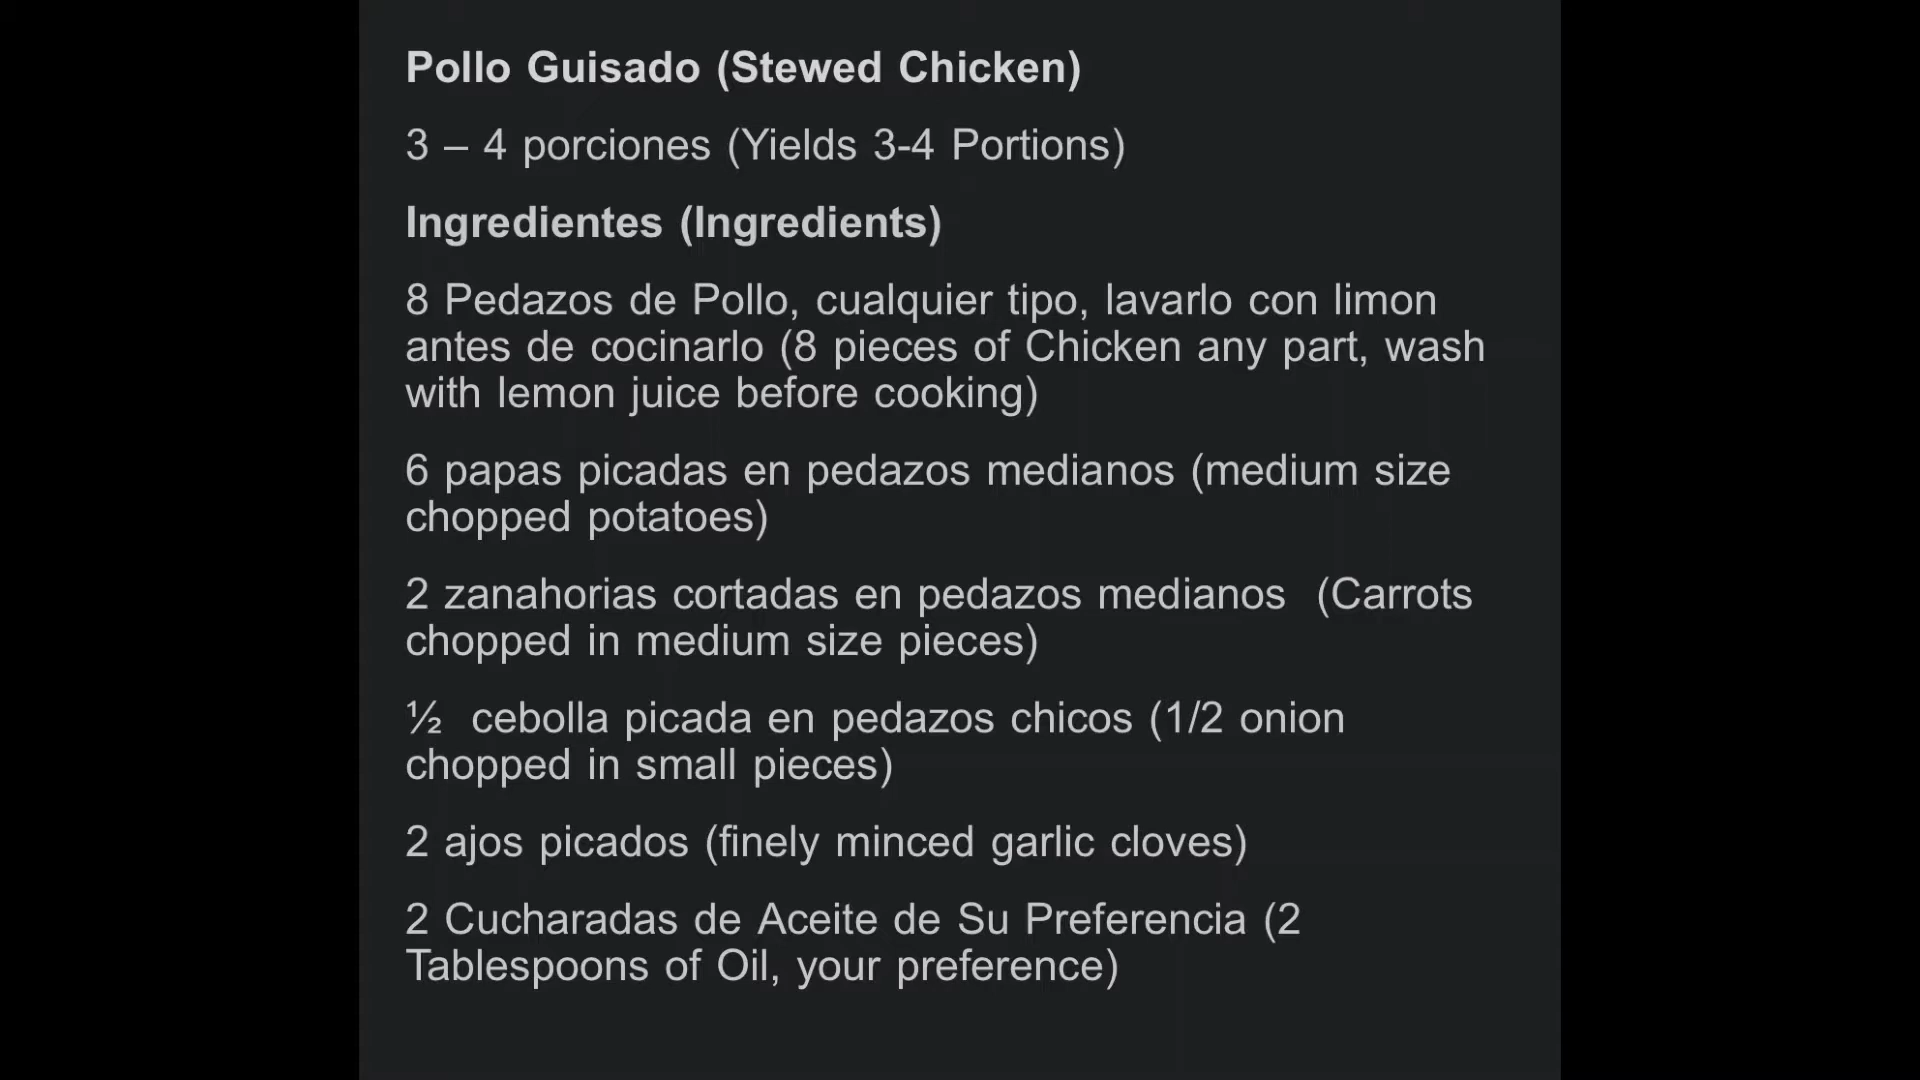 Pollo Guisado (Stewed Chicken)
3 – 4 porciones (Yields 3-4 Portions)
Ingredientes (Ingredients)
8 Pedazos de Pollo, cualquier tipo, lavarlo con limon
antes de cocinarlo (8 pieces of Chicken any part, wash
with lemon juice before cooking)
6 papas picadas en pedazos medianos (medium size
chopped potatoes)
2 zanahorias cortadas en pedazos medianos  (Carrots
chopped in medium size pieces)
½  cebolla picada en pedazos chicos (1/2 onion
chopped in small pieces)
2 ajos picados (finely minced garlic cloves)
2 Cucharadas de Aceite de Su Preferencia (2
Tablespoons of Oil, your preference)